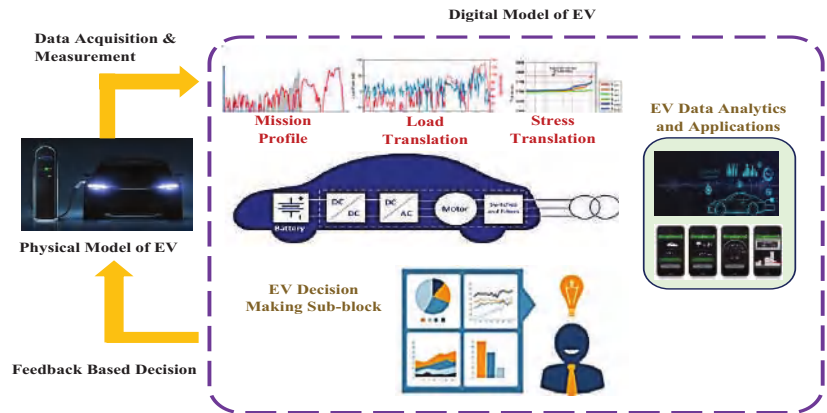 Digital Model of EV
Data Acquisition &
Measurement
Mission
Profile
Load
Translation
Stress
Translation
EV Data Analytics
and Applications
Physical Model of EV
Battery
DC
DC
DC
AC
Motor
Switches
and Filters
EV Decision
Making Sub-block
Feedback Based Decision